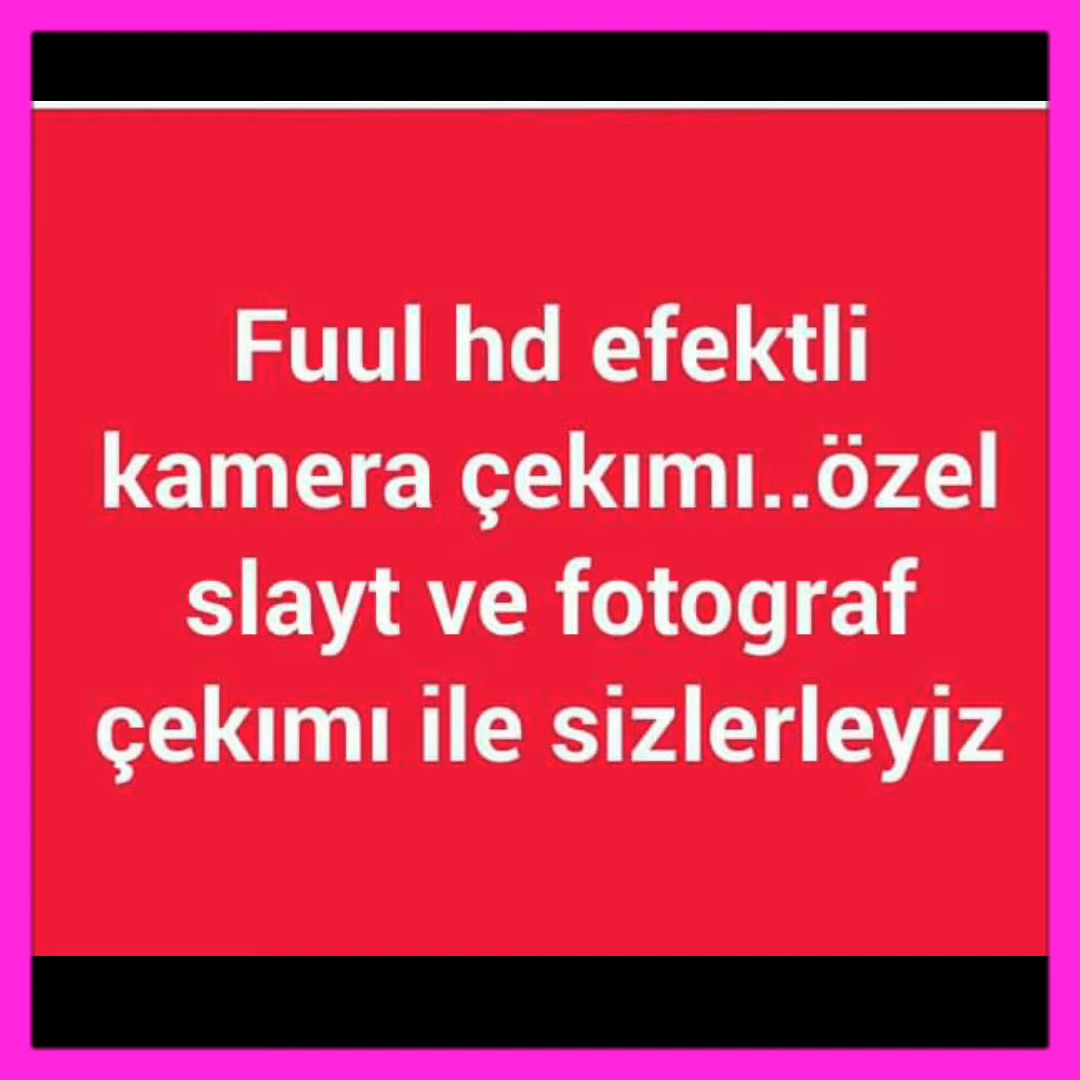 Fuul hd efektli
kamera çekımı..özel
slayt ve fotograf
çekımı ile sizlerleyiz